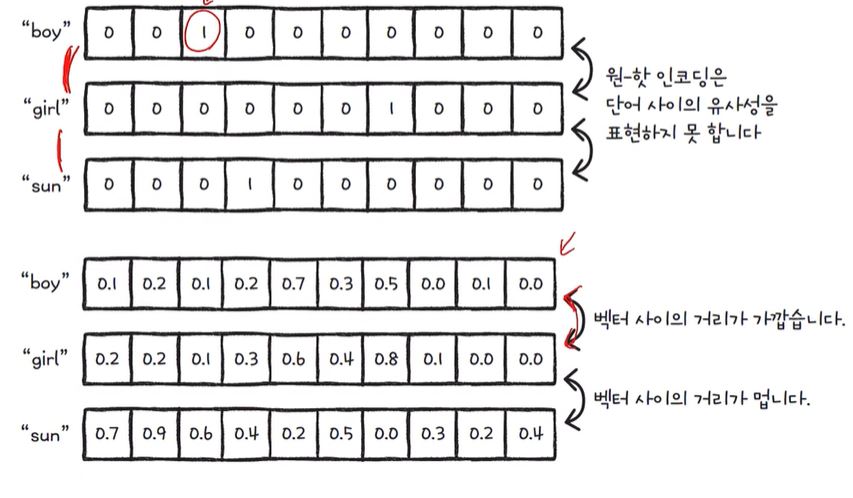 “boy” 0 0 1 0 0 0 0 0 0 0
원-핫 인코딩은
“girl” 0 0 0 0 0 0 1 0 0 0
단어 사이의 유사성을
표현하지 못 합니다
“sun” 0 0 0 1 0 0 0 0 0 0
“boy” 0.1 0.2 0.1 0.2 0.7 0.3 0.5 0.0 0.1 0.0
벡터 사이의 거리가 가깝습니다.
“girl” 0.2 0.2 0.1 0.3 0.6 0.4 0.8 0.1 0.0 0.0
벡터 사이의 거리가 멉니다.
“sun” 0.7 0.9 0.6 0.4 0.2 0.5 0.0 0.3 0.2 0.4